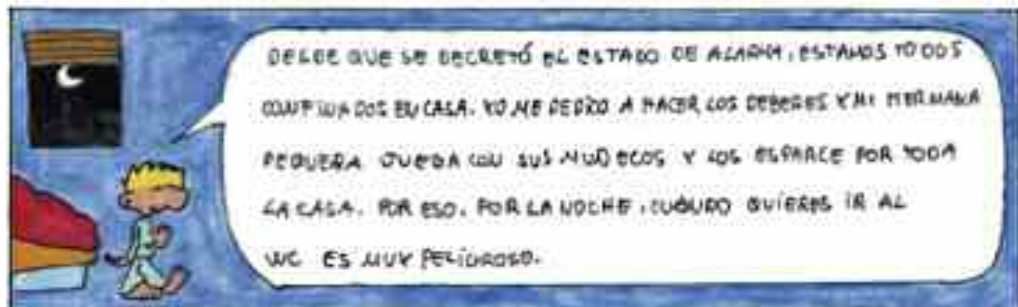 DESDE QUE SE DECRETÓ EL ESTADO DE ALARMA, ESTAMOS TODOS
CONFINADOS EN CASA. YO ME DEDICO A HACER LOS DEBERES Y MI HERMANA
PEQUEÑA JUEGA CON SUS MUÑECOS Y LOS ESPARCE POR TODA
LA CASA. POR ESO, POR LA NOCHE, CUANDO QUIERES IR AL
WC ES MUY PELIGROSO.